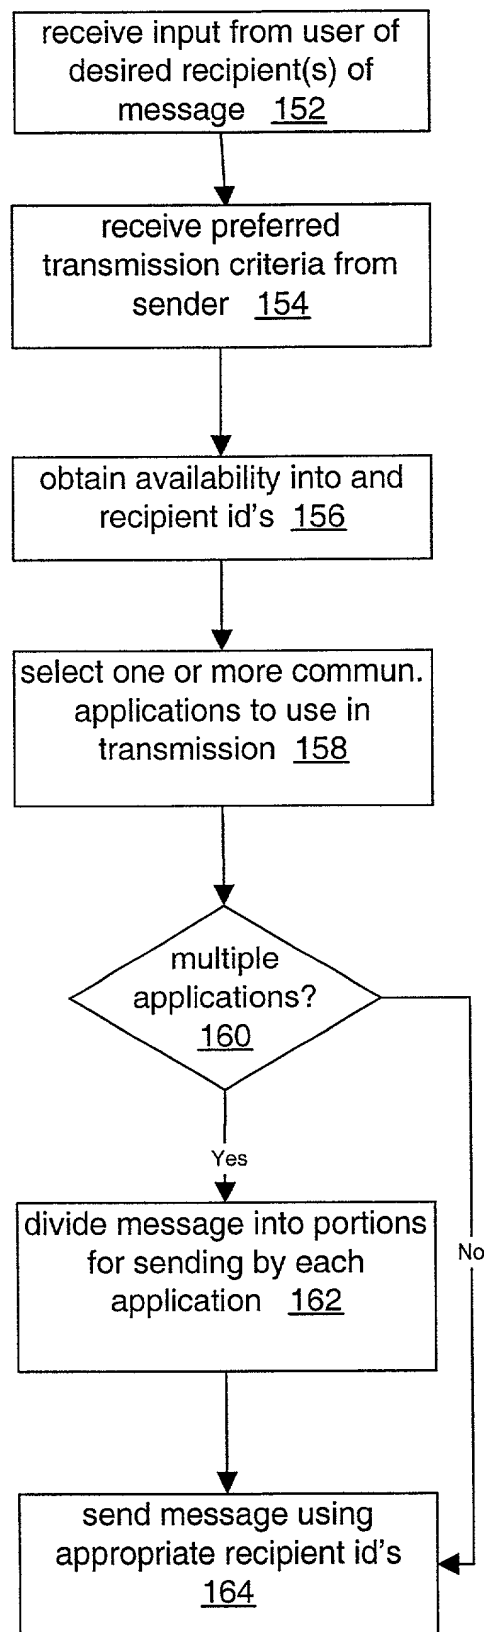 receive input from user of
desired recipient(s) of
message 152
receive preferred
transmission criteria from
sender 154
obtain availability into and
recipient id's 156
select one or more commun.
applications to use in
transmission 158
multiple
applications?
160
Yes
divide message into portions
for sending by each
application 162
No
send message using
appropriate recipient id's
164